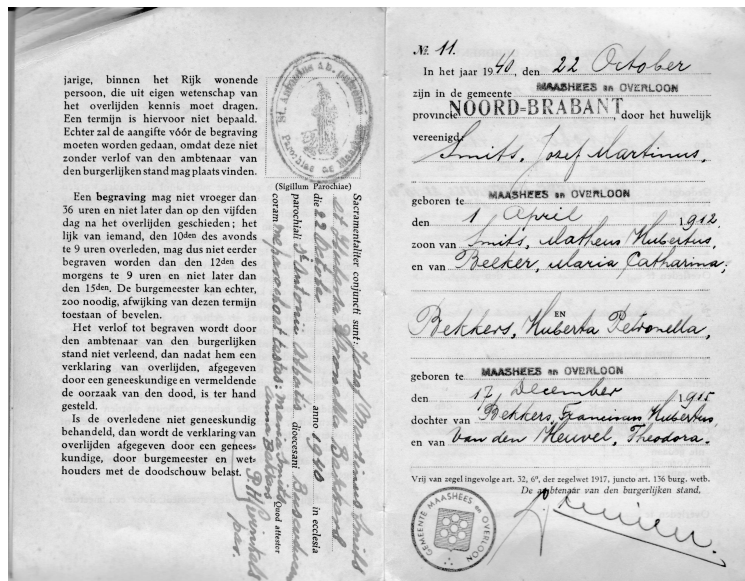 jarige, binnen het Rijk wonende
persoon, die uit eigen wetenschap van
het overlijden kennis moet dragen.
Een termijn is hiervoor niet bepaald.
Echter zal de aangifte vóór de begraving
moeten worden gedaan, omdat deze niet
zonder verlof van den ambtenaar van
den burgerlijken stand mag plaats vinden.
Een begraving mag niet vroeger dan
36 uren en niet later dan op den vijfden
dag na het overlijden geschieden; het
lijk van iemand, den 10den des avonds
te 9 uren overleden, mag dus niet eerder
begraven worden dan den 12den des
morgens te 9 uren en niet later dan
den 15den. De burgemeester kan echter,
zoo noodig, afwijking van dezen termijn
toestaan of bevelen.
Het verlof tot begraven wordt door
den ambtenaar van den burgerlijken
stand niet verleend, dan nadat hem een
verklaring van overlijden, afgegeven
door een geneeskundige en vermeldende
de oorzaak van den dood, is ter hand
gesteld.
Is de overledene niet geneeskundig
behandeld, dan wordt de verklaring van
overlijden afgegeven door een genees-
kundige, door burgemeester en wet-
houders met de doodschouw belast.
(Sigillum Parochiae)
Sacramentaliter conjuncti sunt: Josef Martinus Smits
et
die 22 Octobr. anno 1940 in ecclesia
parochiali St Antonii Abbatis dioecesani
coram me parocho et testes: Quod attestor
№ 11.
In het jaar 1940, den 22 October
zijn in de gemeente MAASHEES en OVERLOON
provincie NOORD-BRABANT, door het huwelijk
vereenigd:
Smits, Jozef Martinus,
geboren te MAASHEES en OVERLOON
den 1 April 1912
zoon van Smits, Matheus Hubertus,
en van Beeker, Maria Catharina;
EN
Bekkers, Huberta Petronella,
geboren te MAASHEES en OVERLOON
den 17 December 1915
dochter van Bekkers, Franciscus Hubertus,
en van Van den Heuvel, Theodora.
Vrij van zegel ingevolge art. 32, 6°, der zegelwet 1917, juncto art. 136 burg. wetb.
De ambtenaar van den burgerlijken stand.
GEMEENTE MAASHEES en OVERLOON